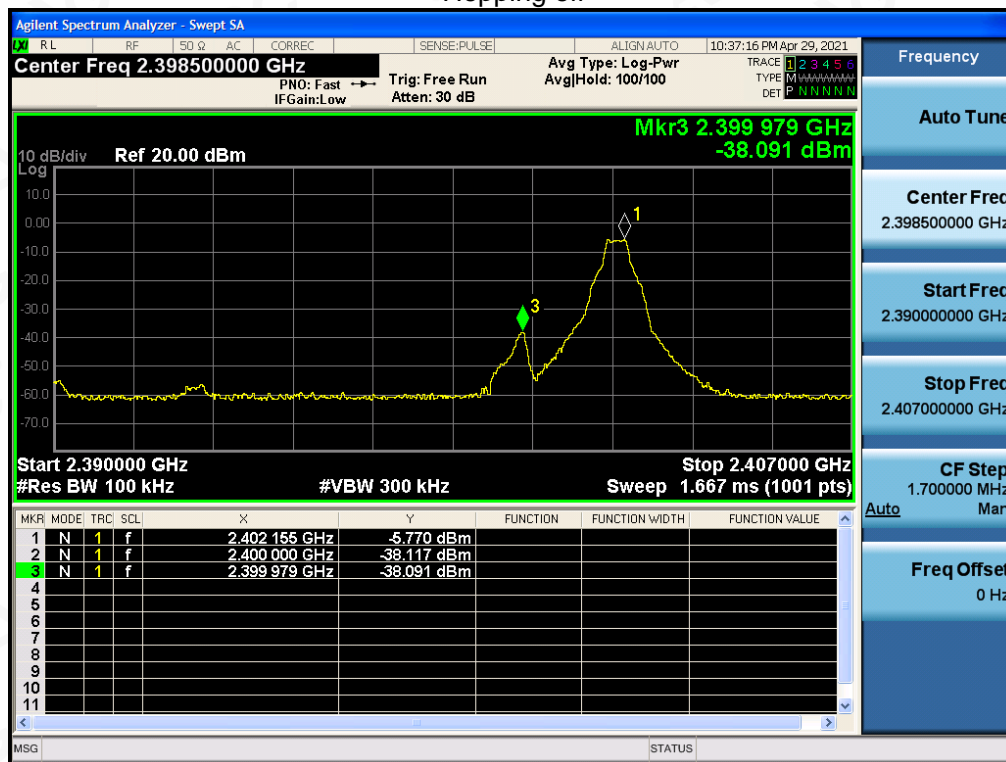 Hopping off
Agilent Spectrum Analyzer - Swept SA
LXI RL RF 50 Ω AC CORREC SENSE:PULSE ALIGN AUTO 10:37:16 PM Apr 29, 2021
Center Freq 2.398500000 GHz
PNO: Fast
IFGain:Low
Trig: Free Run
Atten: 30 dB
Avg Type: Log-Pwr
Avg|Hold: 100/100
TRACE 1 2 3 4 5 6
TYPE M
DET P N N N N N
Mkr3 2.399 979 GHz
-38.091 dBm
10 dB/div Ref 20.00 dBm
Log
10.0
0.00
-10.0
-20.0
-30.0
-40.0
-50.0
-60.0
-70.0
1
3
Start 2.390000 GHz Stop 2.407000 GHz
#Res BW 100 kHz #VBW 300 kHz Sweep 1.667 ms (1001 pts)
MKR MODE TRC SCL X Y FUNCTION FUNCTION WIDTH FUNCTION VALUE
1 N 1 f 2.402 155 GHz -5.770 dBm
2 N 1 f 2.400 000 GHz -38.117 dBm
3 N 1 f 2.399 979 GHz -38.091 dBm
4
5
6
7
8
9
10
11
MSG STATUS
Frequency
Auto Tune
Center Freq
2.398500000 GHz
Start Freq
2.390000000 GHz
Stop Freq
2.407000000 GHz
CF Step
1.700000 MHz
Auto Man
Freq Offset
0 Hz